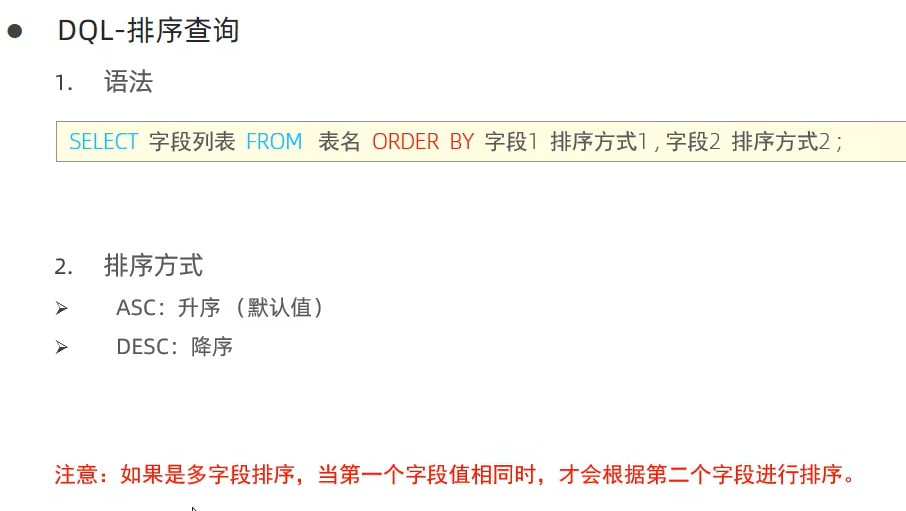 DQL-排序查询
1. 语法
SELECT 字段列表 FROM 表名 ORDER BY 字段1 排序方式1 , 字段2 排序方式2 ;
2. 排序方式
ASC：升序 （默认值）
DESC：降序
注意：如果是多字段排序，当第一个字段值相同时，才会根据第二个字段进行排序。